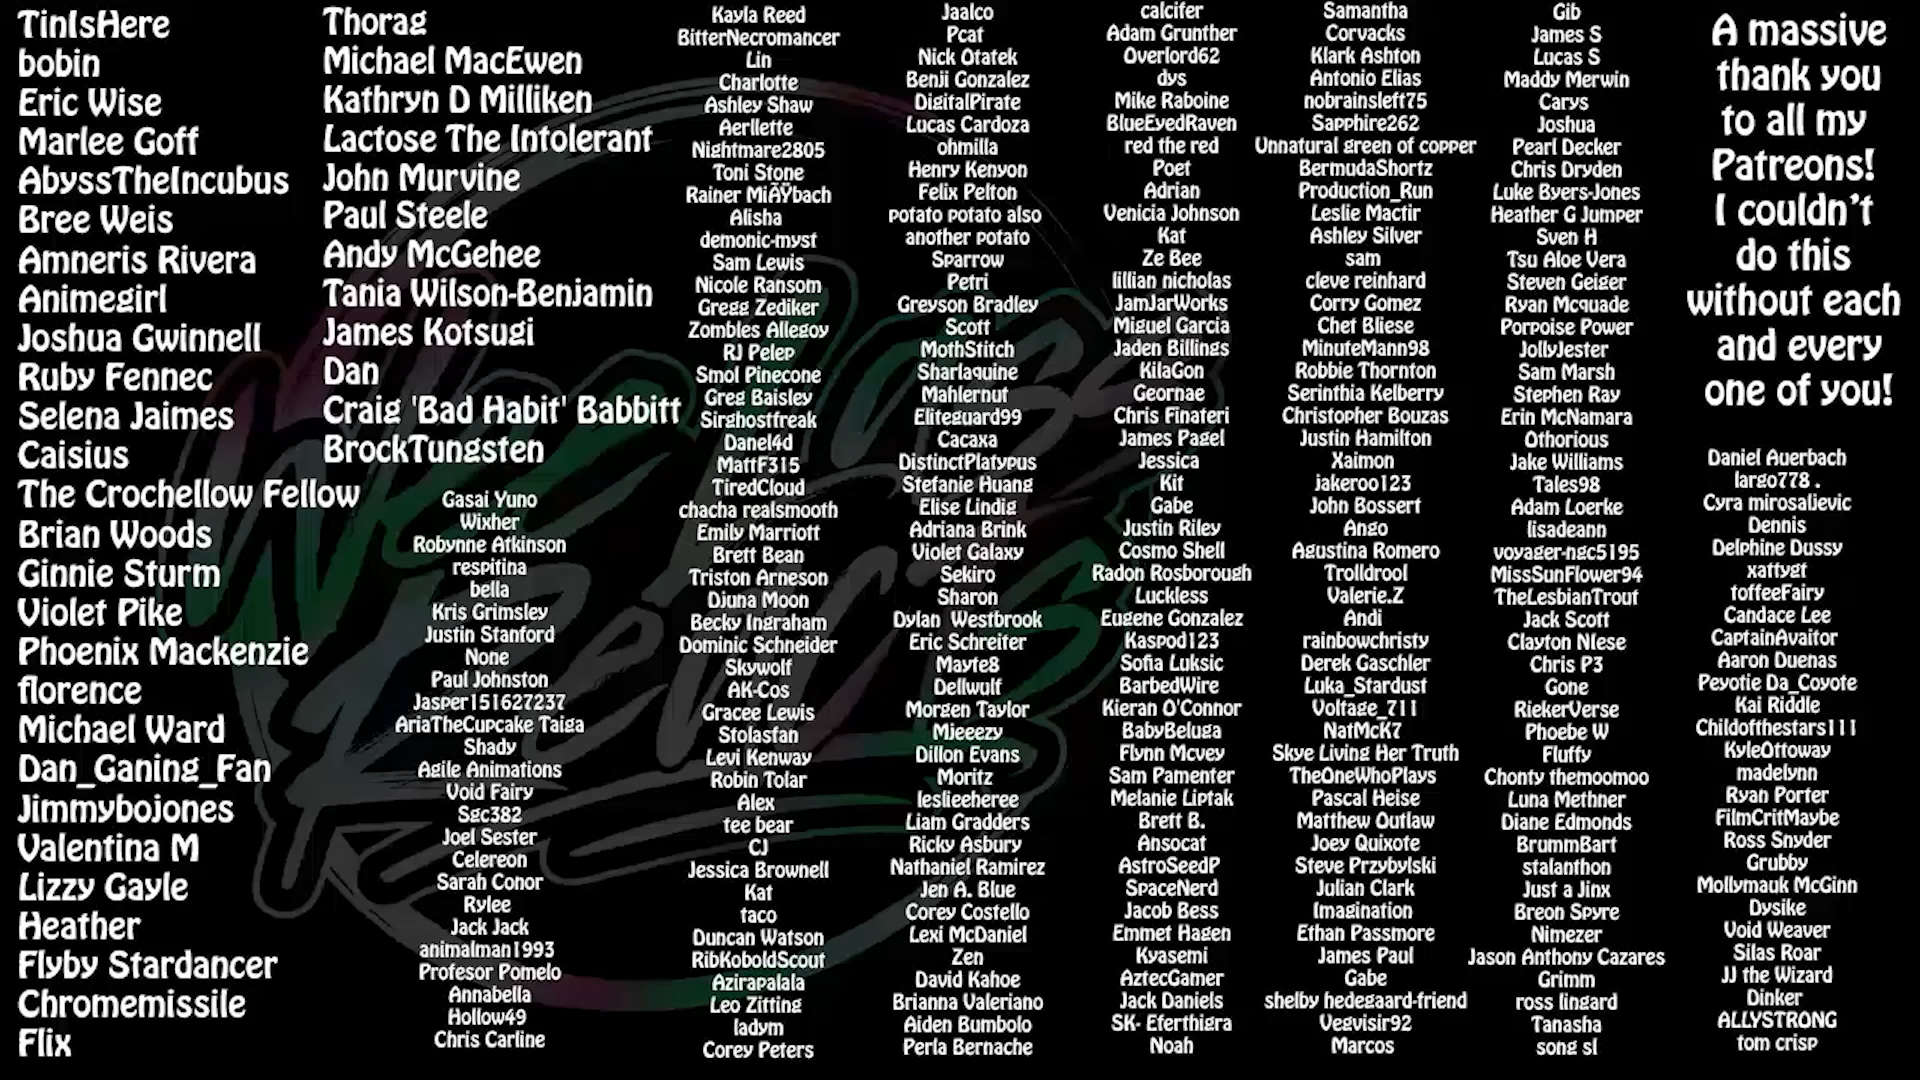 TinIsHere
bobin
Eric Wise
Marlee Goff
AbyssTheIncubus
Bree Weis
Amneris Rivera
Animegirl
Joshua Gwinnell
Ruby Fennec
Selena Jaimes
Caisius
The Crochellow Fellow
Brian Woods
Ginnie Sturm
Violet Pike
Phoenix Mackenzie
florence
Michael Ward
Dan_Ganing_Fan
Jimmybojones
Valentina M
Lizzy Gayle
Heather
Flyby Stardancer
Chromemissile
Flix
Thorag
Michael MacEwen
Kathryn D Milliken
Lactose The Intolerant
John Murvine
Paul Steele
Andy McGehee
Tania Wilson-Benjamin
James Kotsugi
Dan
Craig 'Bad Habit' Babbitt
BrockTungsten
Gasai Yuno
Wixher
Robynne Atkinson
respitina
bella
Kris Grimsley
Justin Stanford
None
Paul Johnston
Jasper151627237
AriaTheCupcake Taiga
Shady
Agile Animations
Void Fairy
Sgc382
Joel Sester
Celereon
Sarah Conor
Rylee
Jack Jack
animalman1993
Profesor Pomelo
Annabella
Hollow49
Chris Carline
Kayla Reed
BitterNecromancer
Lin
Charlotte
Ashley Shaw
Aerllette
Nightmare2805
Toni Stone
Rainer MiÃŸbach
Alisha
demonic-myst
Sam Lewis
Nicole Ransom
Gregg Zediker
Zombles Allegoy
RJ Pelep
Smol Pinecone
Greg Baisley
Sirghostfreak
Danel4d
MattF315
TiredCloud
chacha realsmooth
Emily Marriott
Brett Bean
Triston Arneson
Djuna Moon
Becky Ingraham
Dominic Schneider
Skywolf
AK-Cos
Gracee Lewis
Stolasfan
Levi Kenway
Robin Tolar
Alex
tee bear
CJ
Jessica Brownell
Kat
taco
Duncan Watson
RibKoboldScout
Azirapalala
Leo Zitting
ladym
Corey Peters
Jaalco
Pcat
Nick Otatek
Benji Gonzalez
DigitalPirate
Lucas Cardoza
ohmilla
Henry Kenyon
Felix Pelton
potato potato also
another potato
Sparrow
Petri
Greyson Bradley
Scott
MothStitch
Sharlaquine
Mahlernut
Eliteguard99
Cacaxa
DistinctPlatypus
Stefanie Huang
Elise Lindig
Adriana Brink
Violet Galaxy
Sekiro
Sharon
Dylan Westbrook
Eric Schreiter
Mayfe8
Dellwulf
Morgen Taylor
Mjeeezy
Dillon Evans
Moritz
leslieeheree
Liam Gradders
Ricky Asbury
Nathaniel Ramirez
Jen A. Blue
Corey Costello
Lexi McDaniel
Zen
David Kahoe
Brianna Valeriano
Aiden Bumbolo
Perla Bernache
calcifer
Adam Grunther
Overlord62
dys
Mike Raboine
BlueEyedRaven
red the red
Poet
Adrian
Venicia Johnson
Kat
Ze Bee
lillian nicholas
JamJarWorks
Miguel Garcia
Jaden Billings
KilaGon
Geornae
Chris Finateri
James Pagel
Jessica
Kit
Gabe
Justin Riley
Cosmo Shell
Radon Rosborough
Luckless
Eugene Gonzalez
Kaspod123
Sofia Luksic
BarbedWire
Kieran O'Connor
BabyBeluga
Flynn Mcvey
Sam Pamenter
Melanie Liptak
Brett B.
Ansocat
AstroSeedP
SpaceNerd
Jacob Bess
Emmet Hagen
Kyasemi
AztecGamer
Jack Daniels
SK- Eferthigra
Noah
Samantha
Corvacks
Klark Ashton
Antonio Elias
nobrainsleft75
Sapphire262
Unnatural green of copper
BermudaShortz
Production_Run
Leslie Mactir
Ashley Silver
sam
cleve reinhard
Corry Gomez
Chet Bliese
MinuteMann98
Robbie Thornton
Serinthia Kelberry
Christopher Bouzas
Justin Hamilton
Xaimon
jakeroo123
John Bossert
Ango
Agustina Romero
Trolldrool
Valerie.Z
Andi
rainbowchristy
Derek Gaschler
Luka_Stardust
Voltage_711
NatMcK7
Skye Living Her Truth
TheOneWhoPlays
Pascal Heise
Matthew Outlaw
Joey Quixote
Steve Przybylski
Julian Clark
Imagination
Ethan Passmore
James Paul
Gabe
shelby hedegaard-friend
Vegvisir92
Marcos
Gib
James S
Lucas S
Maddy Merwin
Carys
Joshua
Pearl Decker
Chris Dryden
Luke Byers-Jones
Heather G Jumper
Sven H
Tsu Aloe Vera
Steven Geiger
Ryan Mcquade
Porpoise Power
JollyJester
Sam Marsh
Stephen Ray
Erin McNamara
Othorious
Jake Williams
Tales98
Adam Loerke
lisadeann
voyager-ngc5195
MissSunFlower94
TheLesbianTrout
Jack Scott
Clayton Nlese
Chris P3
Gone
RiekerVerse
Phoebe W
Fluffy
Chonty themoomoo
Luna Methner
Diane Edmonds
BrummBart
stalanthon
Just a Jinx
Breon Spyre
Nimezer
Jason Anthony Cazares
Grimm
ross lingard
Tanasha
song sl
A massive
thank you
to all my
Patreons!
I couldn't
do this
without each
and every
one of you!
Daniel Auerbach
largo778 .
Cyra mirosaljevic
Dennis
Delphine Dussy
xaffygf
toffeeFairy
Candace Lee
CaptainAvaitor
Aaron Duenas
Peyotie Da_Coyote
Kai Riddle
Childofthestars111
KyleOttoway
madelynn
Ryan Porter
FilmCritMaybe
Ross Snyder
Grubby
Mollymauk McGinn
Dysike
Void Weaver
Silas Roar
JJ the Wizard
Dinker
ALLYSTRONG
tom crisp